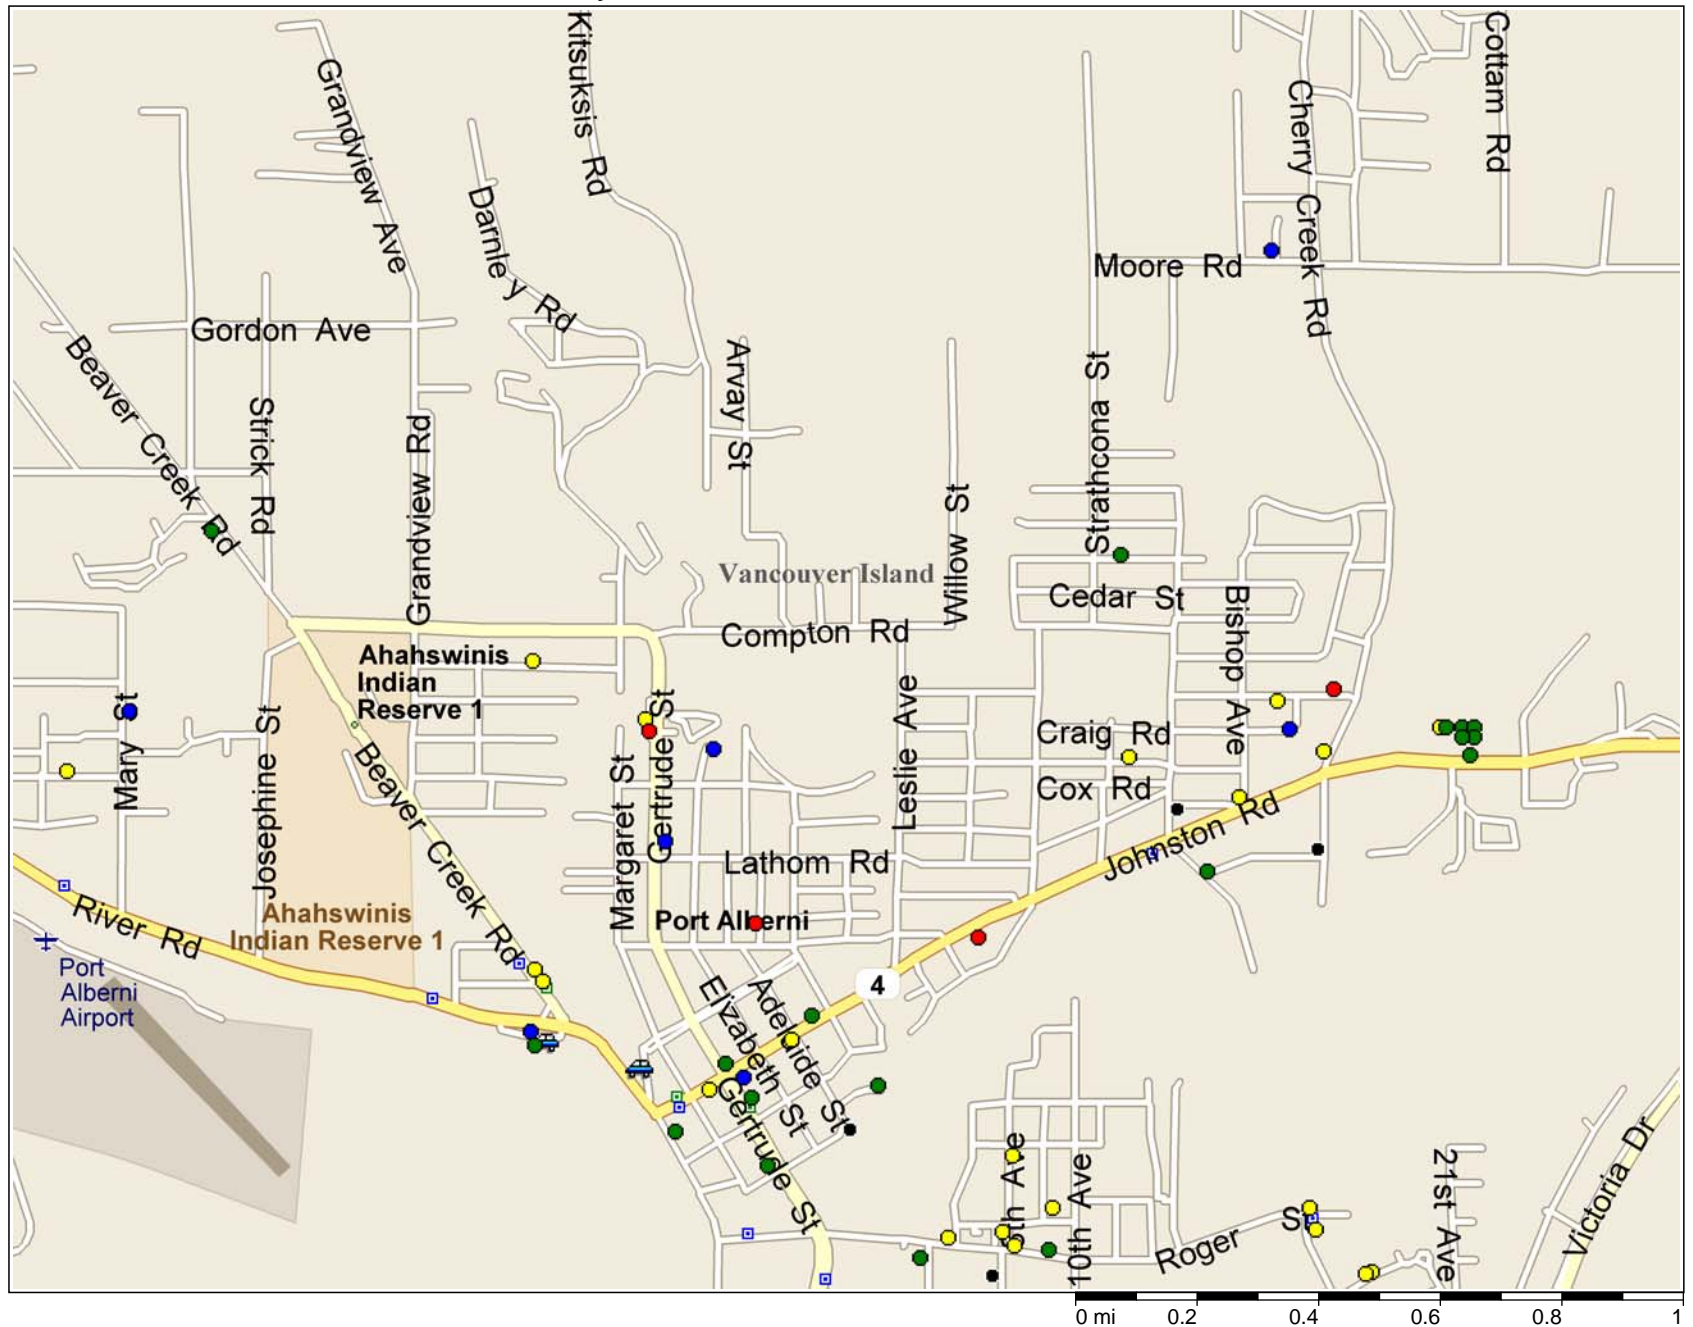 Grandview Ave
Kitsuksis Rd
Cherry Creek Rd
Cottam Rd
Darnley Rd
Moore Rd
Gordon Ave
Beaver Creek Rd
Strick Rd
Grandview Rd
Arvay St
Willow St
Strathcona St
Vancouver Island
Cedar St
Compton Rd
Bishop Ave
Ahahswinis
Indian
Reserve 1
Mary St
Josephine St
Beaver Creek Rd
Margaret St
Gertrude St
Leslie Ave
Craig Rd
Cox Rd
Johnston Rd
Lathom Rd
Port Alberni
Ahahswinis
Indian Reserve 1
River Rd
Port
Alberni
Airport
4
Elizabeth St
Adelaide St
Gertrude St
10th Ave
Roger St
21st Ave
Victoria Dr
0 mi 0.2 0.4 0.6 0.8 1